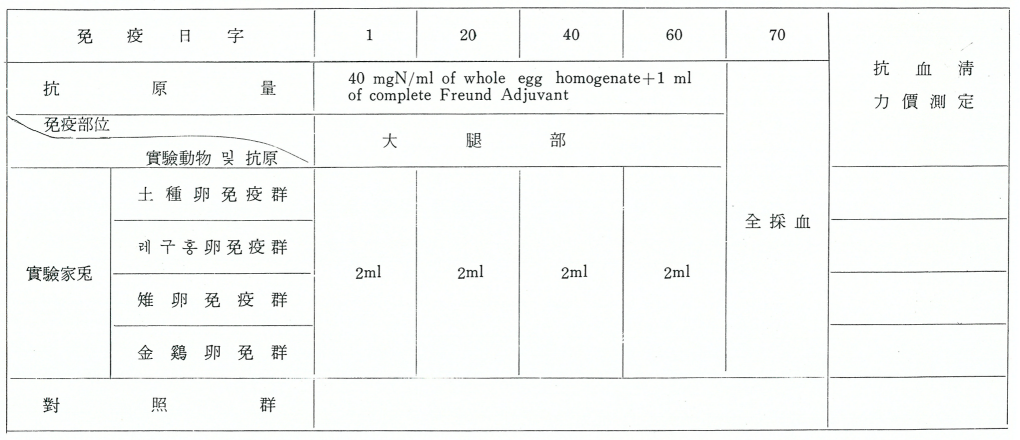 免疫日字 1 20 40 60 70
抗血淸
力價測定
抗原量 40 mgN/ml of whole egg homogenate+1 ml
of complete Freund Adjuvant
免疫部位
大腿部
實驗動物 및 抗原
土種卵免疫群
레구홍卵免疫群
實驗家兎 2ml 2ml 2ml 2ml
全採血
雉卵免疫群
金鷄卵免群
對照群